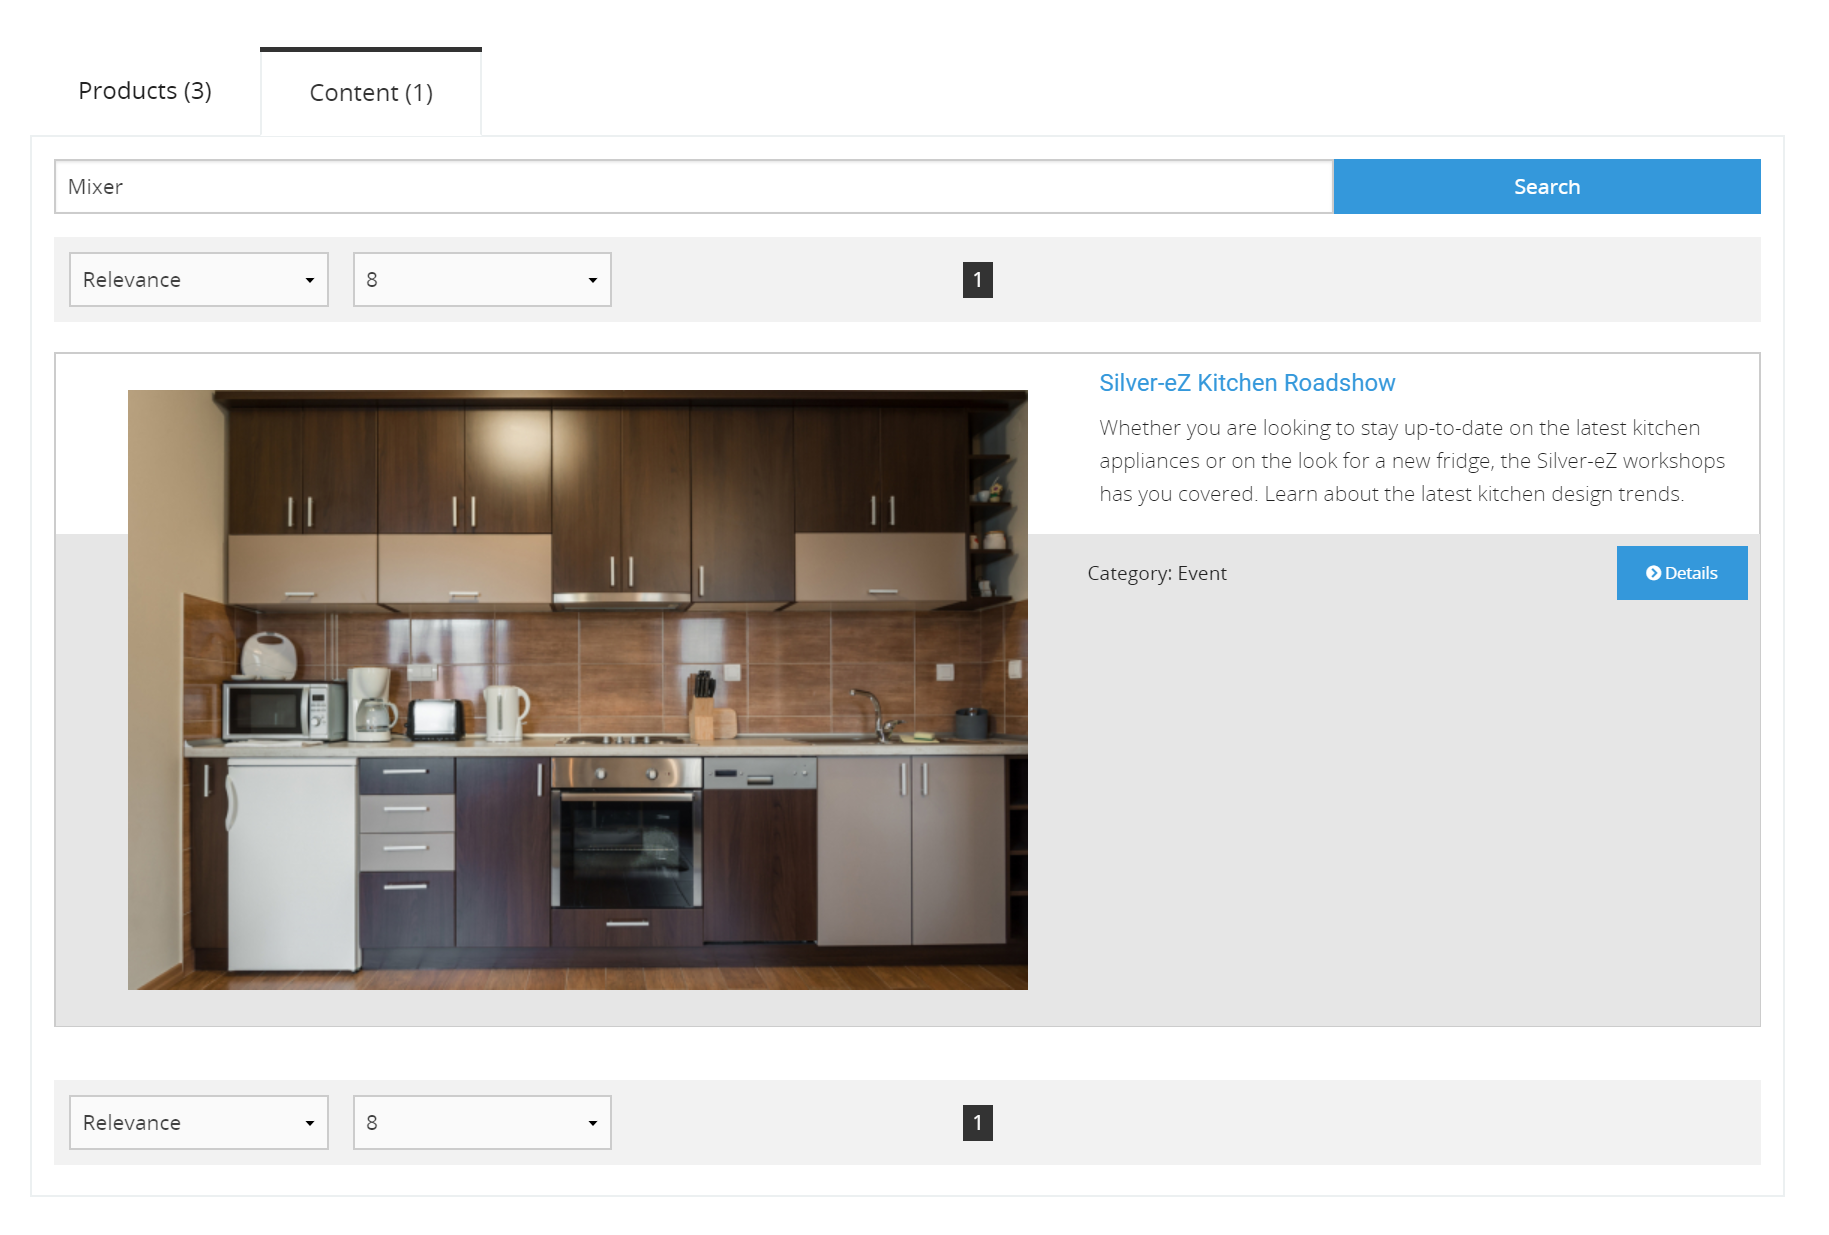 Products (3)
Content (1)
Mixer
Search
Relevance
8
1
Silver-eZ Kitchen Roadshow
Whether you are looking to stay up-to-date on the latest kitchen
appliances or on the look for a new fridge, the Silver-eZ workshops
has you covered. Learn about the latest kitchen design trends.
Category: Event
Details
Relevance
8
1